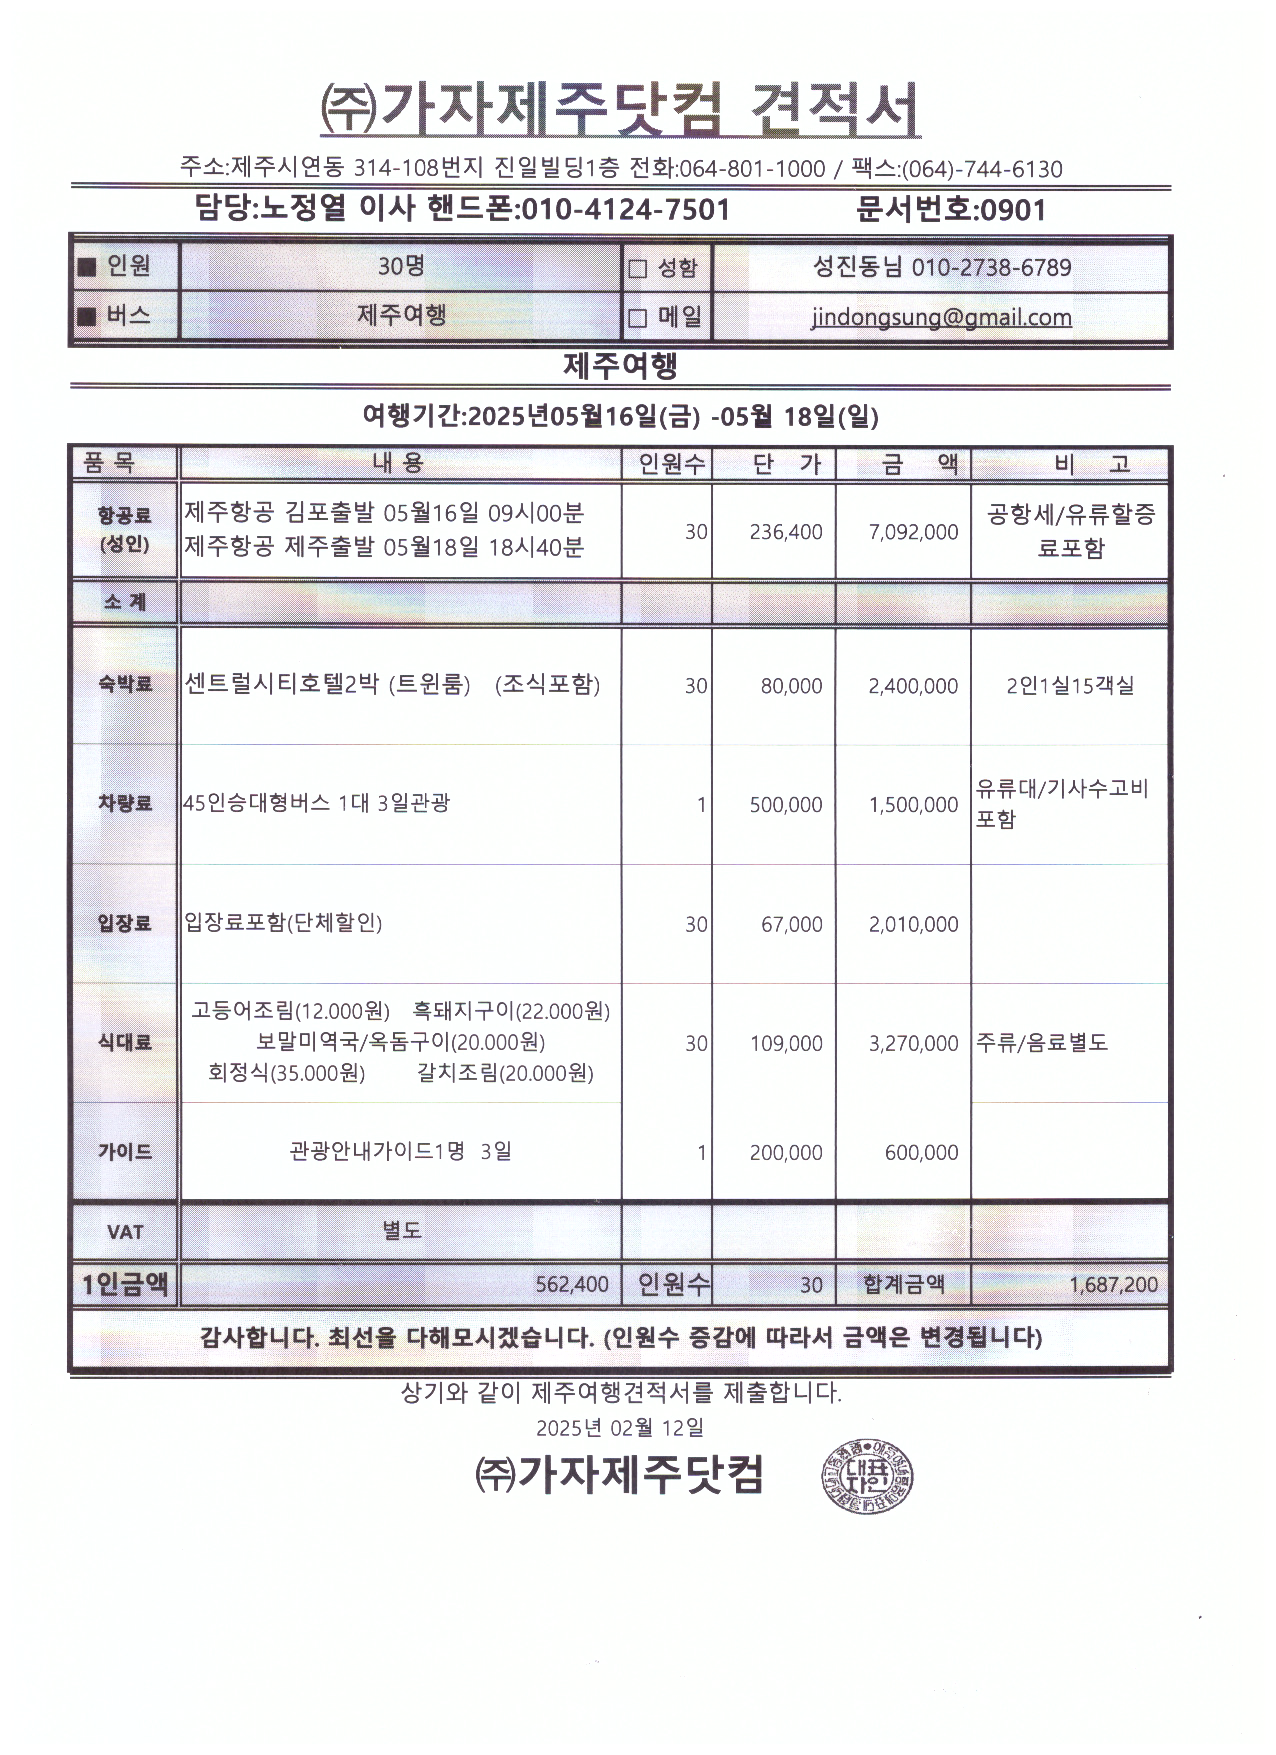 ㈜가자제주닷컴 견적서
주소:제주시연동 314-108번지 진일빌딩1층 전화:064-801-1000 / 팩스:(064)-744-6130
담당:노정열 이사 핸드폰:010-4124-7501 문서번호:0901
■ 인원 30명 □ 성함 성진동님 010-2738-6789
■ 버스 제주여행 □ 메일 jindongsung@gmail.com
제주여행
여행기간:2025년05월16일(금) -05월 18일(일)
품 목 내 용 인원수 단 가 금 액 비 고
항공료
(성인)
제주항공 김포출발 05월16일 09시00분
제주항공 제주출발 05월18일 18시40분
30 236,400 7,092,000
공항세/유류할증
료포함
소 계
숙박료 센트럴시티호텔2박 (트윈룸) (조식포함) 30 80,000 2,400,000 2인1실15객실
차량료 45인승대형버스 1대 3일관광 1 500,000 1,500,000
유류대/기사수고비
포함
입장료 입장료포함(단체할인) 30 67,000 2,010,000
식대료
고등어조림(12.000원) 흑돼지구이(22.000원)
보말미역국/옥돔구이(20.000원)
회정식(35.000원) 갈치조림(20.000원)
30 109,000 3,270,000 주류/음료별도
가이드 관광안내가이드1명 3일 1 200,000 600,000
VAT 별도
1인금액 562,400 인원수 30 합계금액 1,687,200
감사합니다. 최선을 다해모시겠습니다. (인원수 증감에 따라서 금액은 변경됩니다)
상기와 같이 제주여행견적서를 제출합니다.
2025년 02월 12일
㈜가자제주닷컴
대표
자인